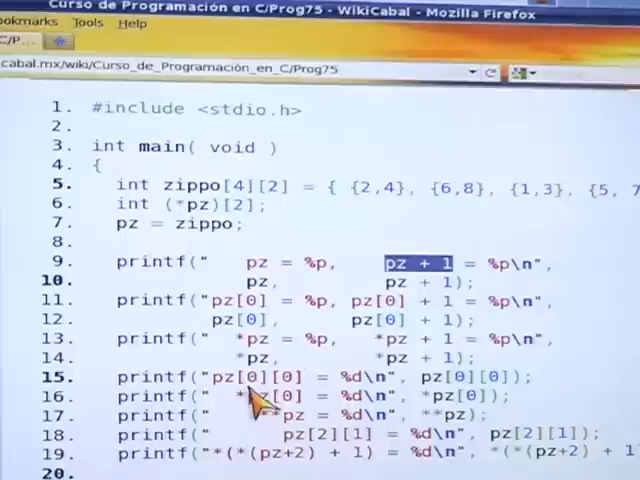 Curso de Programación en C/Prog75 - WikiCabal - Mozilla Firefox
ookmarks Tools Help
C/P...
cabal.mx/wiki/Curso_de_Programación_en_C/Prog75
1. #include <stdio.h>
2.
3. int main( void )
4. {
5. int zippo[4][2] = { {2,4}, {6,8}, {1,3}, {5, 7
6. int (*pz)[2];
7. pz = zippo;
8.
9. printf(" pz = %p, pz + 1 = %p\n",
10. pz, pz + 1);
11. printf("pz[0] = %p, pz[0] + 1 = %p\n",
12. pz[0], pz[0] + 1);
13. printf(" *pz = %p, *pz + 1 = %p\n",
14. *pz, *pz + 1);
15. printf("pz[0][0] = %d\n", pz[0][0]);
16. printf(" *pz[0] = %d\n", *pz[0]);
17. printf(" **pz = %d\n", **pz);
18. printf(" pz[2][1] = %d\n", pz[2][1]);
19. printf("*(*(pz+2) + 1) = %d\n", *(*(pz+2) + 1
20.